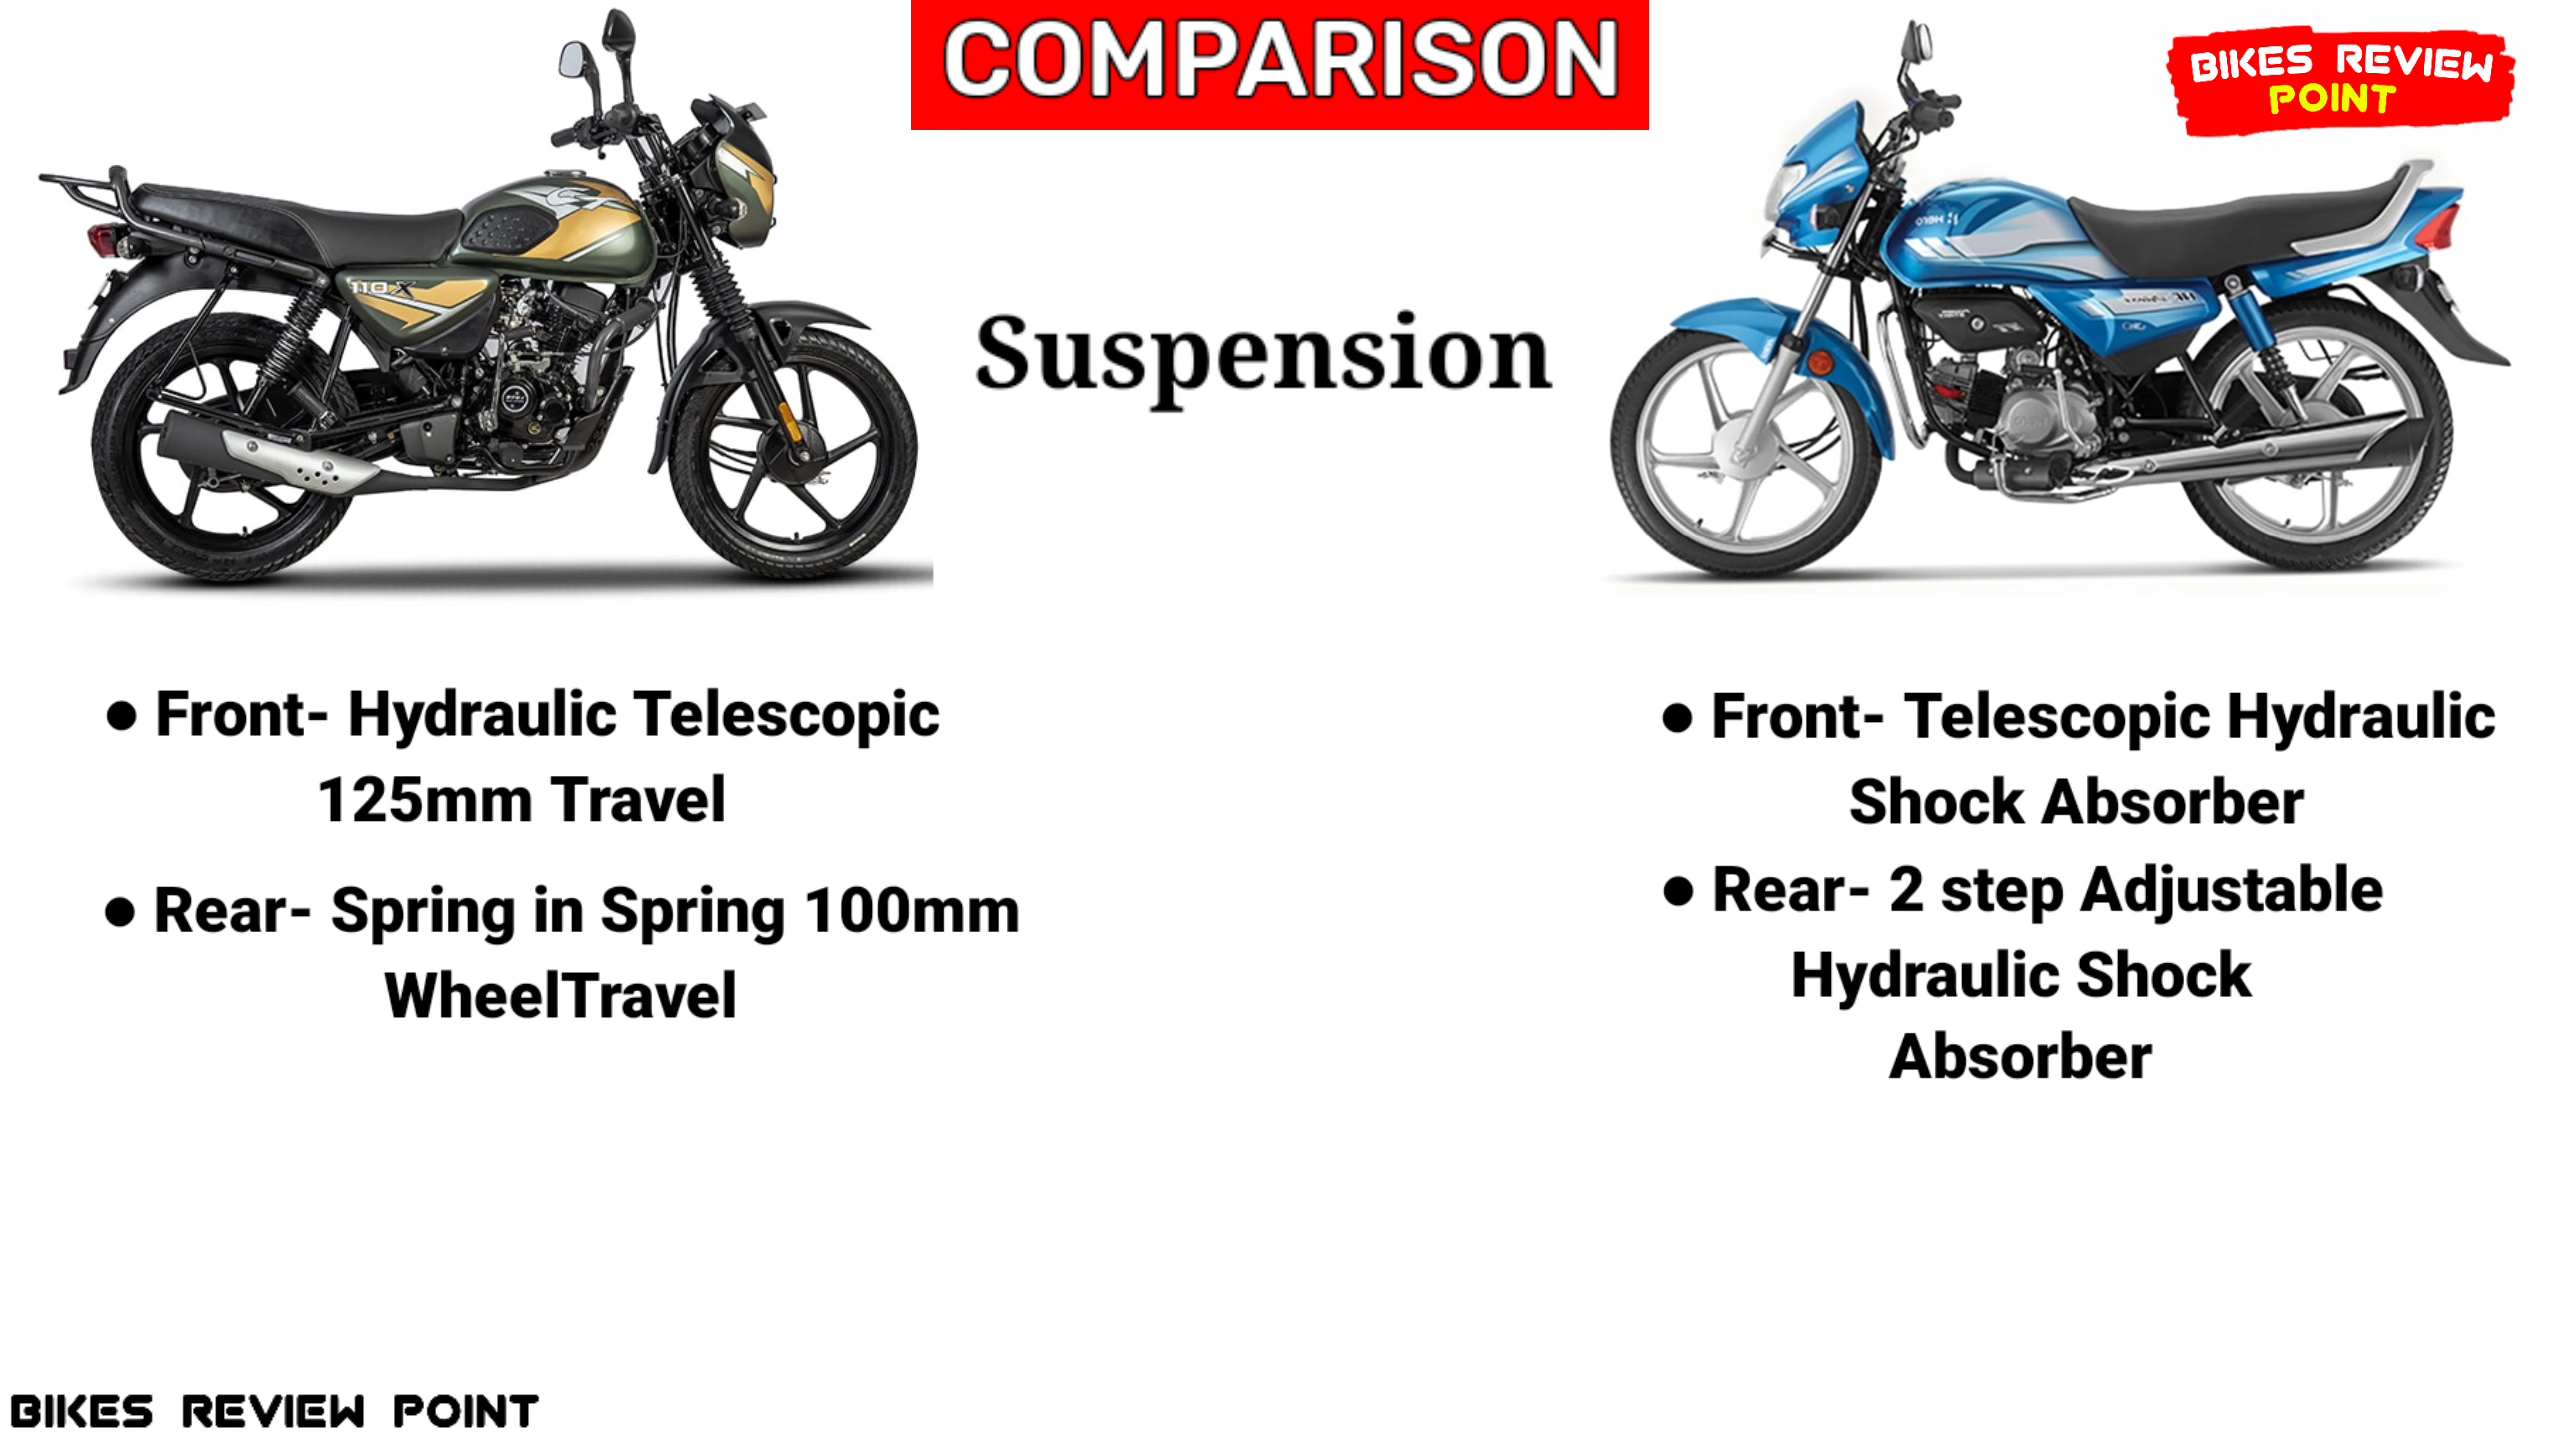 COMPARISON
BIKES REVIEW
POINT
110 X
Suspension
● Front- Hydraulic Telescopic
125mm Travel
● Rear- Spring in Spring 100mm
WheelTravel
● Front- Telescopic Hydraulic
Shock Absorber
● Rear- 2 step Adjustable
Hydraulic Shock
Absorber
BIKES REVIEW POINT